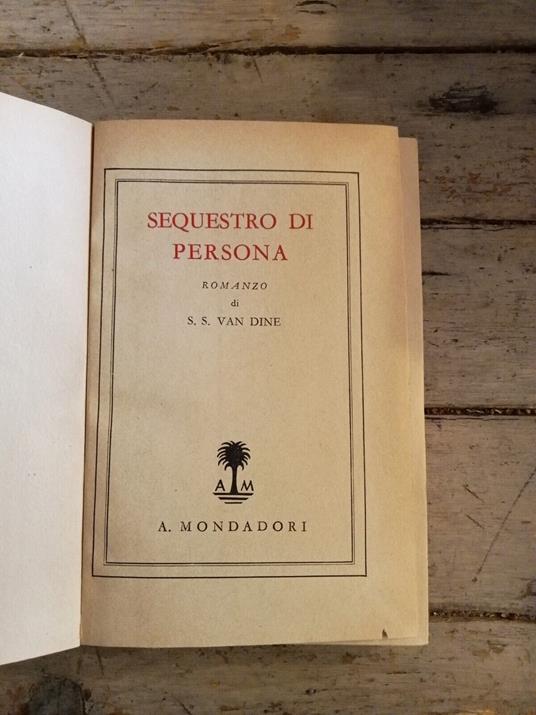 SEQUESTRO DI
PERSONA
ROMANZO
di
S. S. VAN DINE
A M
A. MONDADORI